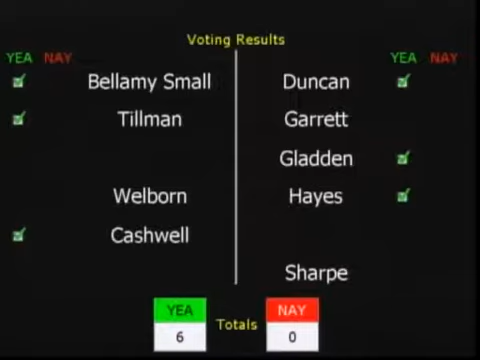 Voting Results
YEA NAY YEA NAY
Bellamy Small Duncan
Tillman Garrett
Gladden
Welborn Hayes
Cashwell
Sharpe
YEA Totals NAY
6 0